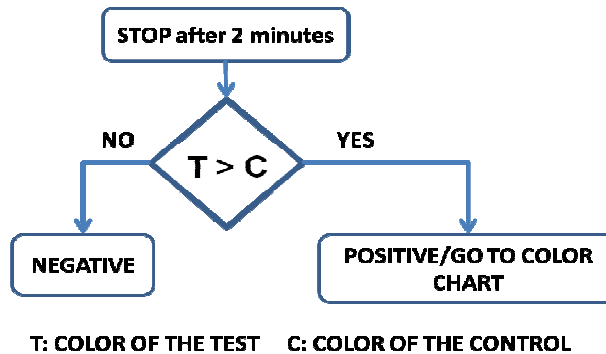 STOP after 2 minutes
NO
YES
T > C
NEGATIVE
POSITIVE/GO TO COLOR
CHART
T: COLOR OF THE TEST C: COLOR OF THE CONTROL